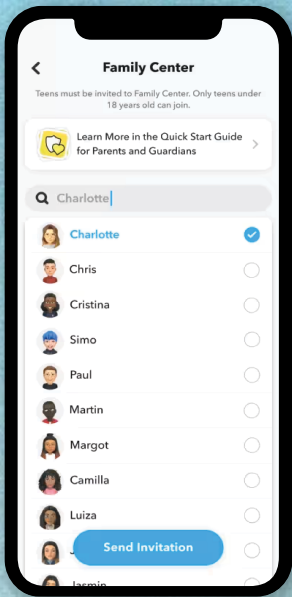 Family Center
Teens must be invited to Family Center. Only teens under
18 years old can join.
Learn More in the Quick Start Guide
for Parents and Guardians
Charlotte
Charlotte
Chris
Cristina
Simo
Paul
Martin
Margot
Camilla
Luiza
Send Invitation
Jasmin